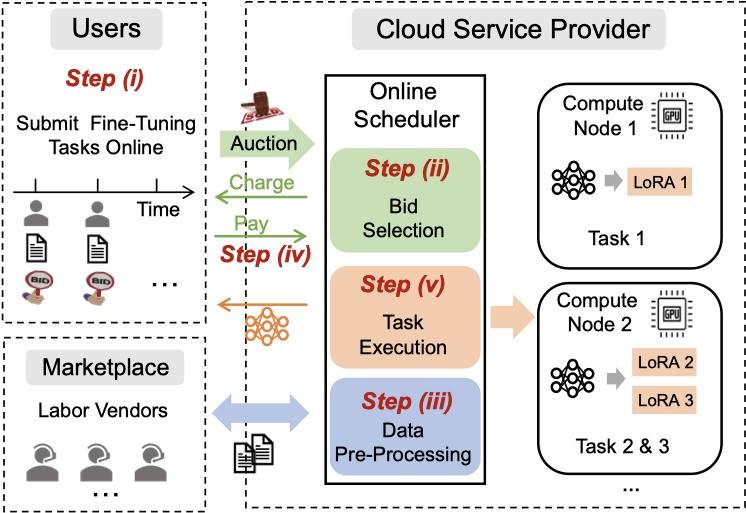 Users
Step (i)
Submit Fine-Tuning
Tasks Online
Time
BID
BID
...
Marketplace
Labor Vendors
...
Auction
Charge
Pay
Step (iv)
Cloud Service Provider
Online
Scheduler
Step (ii)
Bid
Selection
Step (v)
Task
Execution
Step (iii)
Data
Pre-Processing
Compute
Node 1
GPU
LoRA 1
Task 1
Compute
Node 2
GPU
LoRA 2
LoRA 3
Task 2 & 3
...